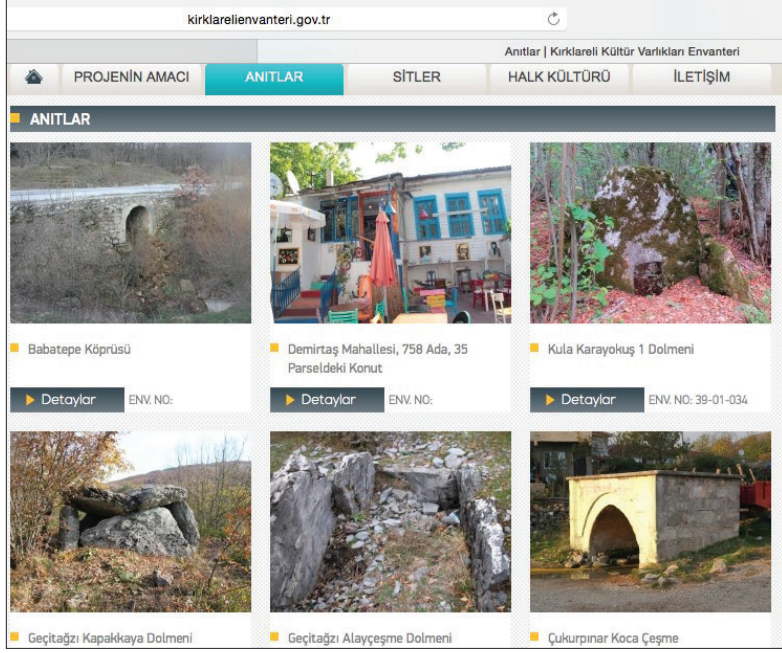 kirklarelienvanteri.gov.tr
Anıtlar | Kırklareli Kültür Varlıkları Envanteri
PROJENİN AMACI ANITLAR SİTLER HALK KÜLTÜRÜ İLETİŞİM
ANITLAR
Babatepe Köprüsü
Demirtaş Mahallesi, 758 Ada, 35
Parseldeki Konut
Kula Karayokuş 1 Dolmeni
Detaylar ENV. NO:
Detaylar ENV. NO:
Detaylar ENV. NO: 39-01-034
Geçitağzı Kapakkaya Dolmeni
Geçitağzı Alayçeşme Dolmeni
Çukurpınar Koca Çeşme